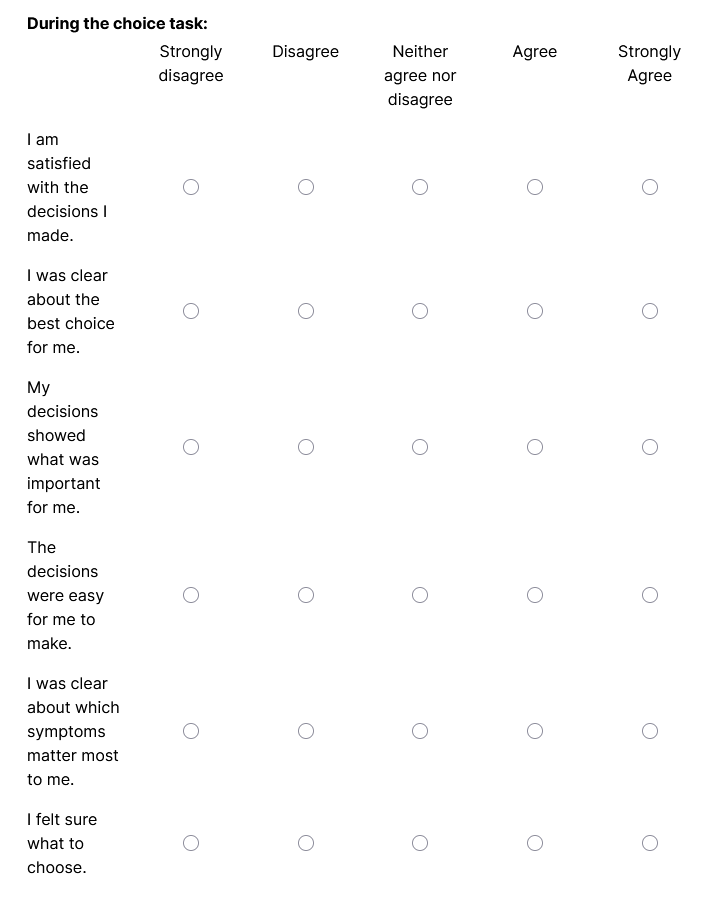 During the choice task:
Strongly disagree
Disagree
Neither agree nor disagree
Agree
Strongly Agree
I am
satisfied
with the
decisions I
made.
I was clear
about the
best choice
for me.
My
decisions
showed
what was
important
for me.
The
decisions
were easy
for me to
make.
I was clear
about which
symptoms
matter most
to me.
I felt sure
what to
choose.